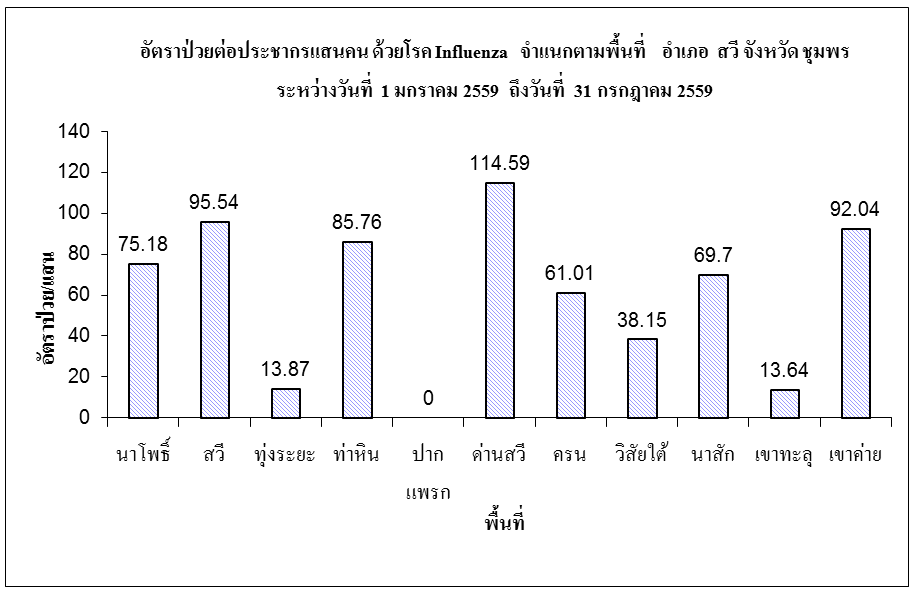 อัตราป่วยต่อประชากรแสนคน ด้วยโรค Influenza จำแนกตามพื้นที่ อำเภอ สวี จังหวัด ชุมพร
ระหว่างวันที่ 1 มกราคม 2559 ถึงวันที่ 31 กรกฎาคม 2559
อัตราป่วย/แสน
140
120
100
80
60
40
20
0
75.18
95.54
13.87
85.76
0
114.59
61.01
38.15
69.7
13.64
92.04
นาโพธิ์
สวี
ทุ่งระยะ
ท่าหิน
ปาก
แพรก
ด่านสวี
ครน
วิสัยใต้
นาสัก
เขาทะลุ
เขาค่าย
พื้นที่